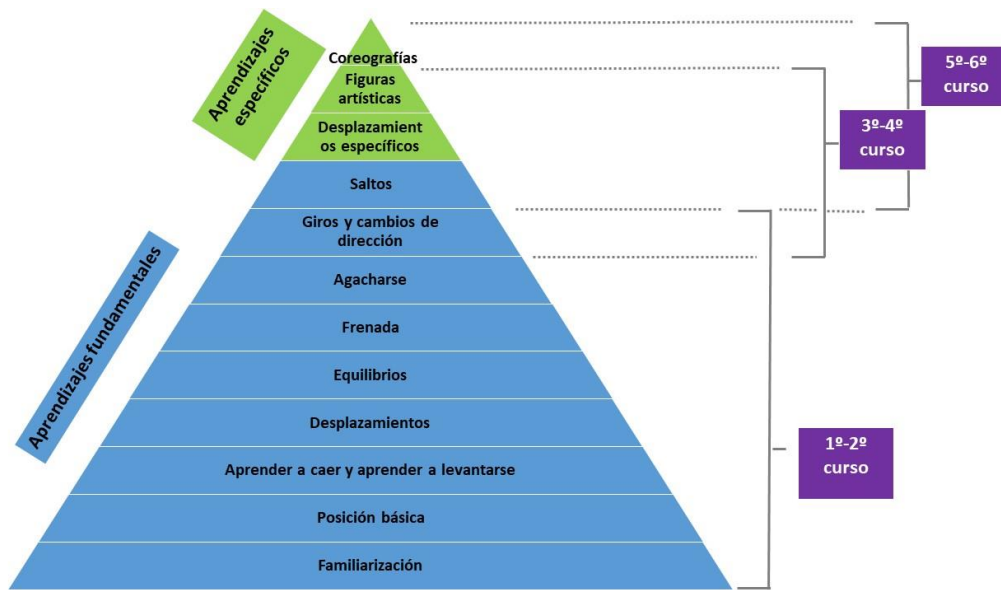 Aprendizajes
específicos
Coreografías
Figuras
artísticas
Desplazamient
os específicos
Saltos
Giros y cambios de
dirección
Agacharse
Frenada
Equilibrios
Desplazamientos
Aprender a caer y aprender a levantarse
Posición básica
Familiarización
Aprendizajes fundamentales
5º-6º
curso
3º-4º
curso
1º-2º
curso